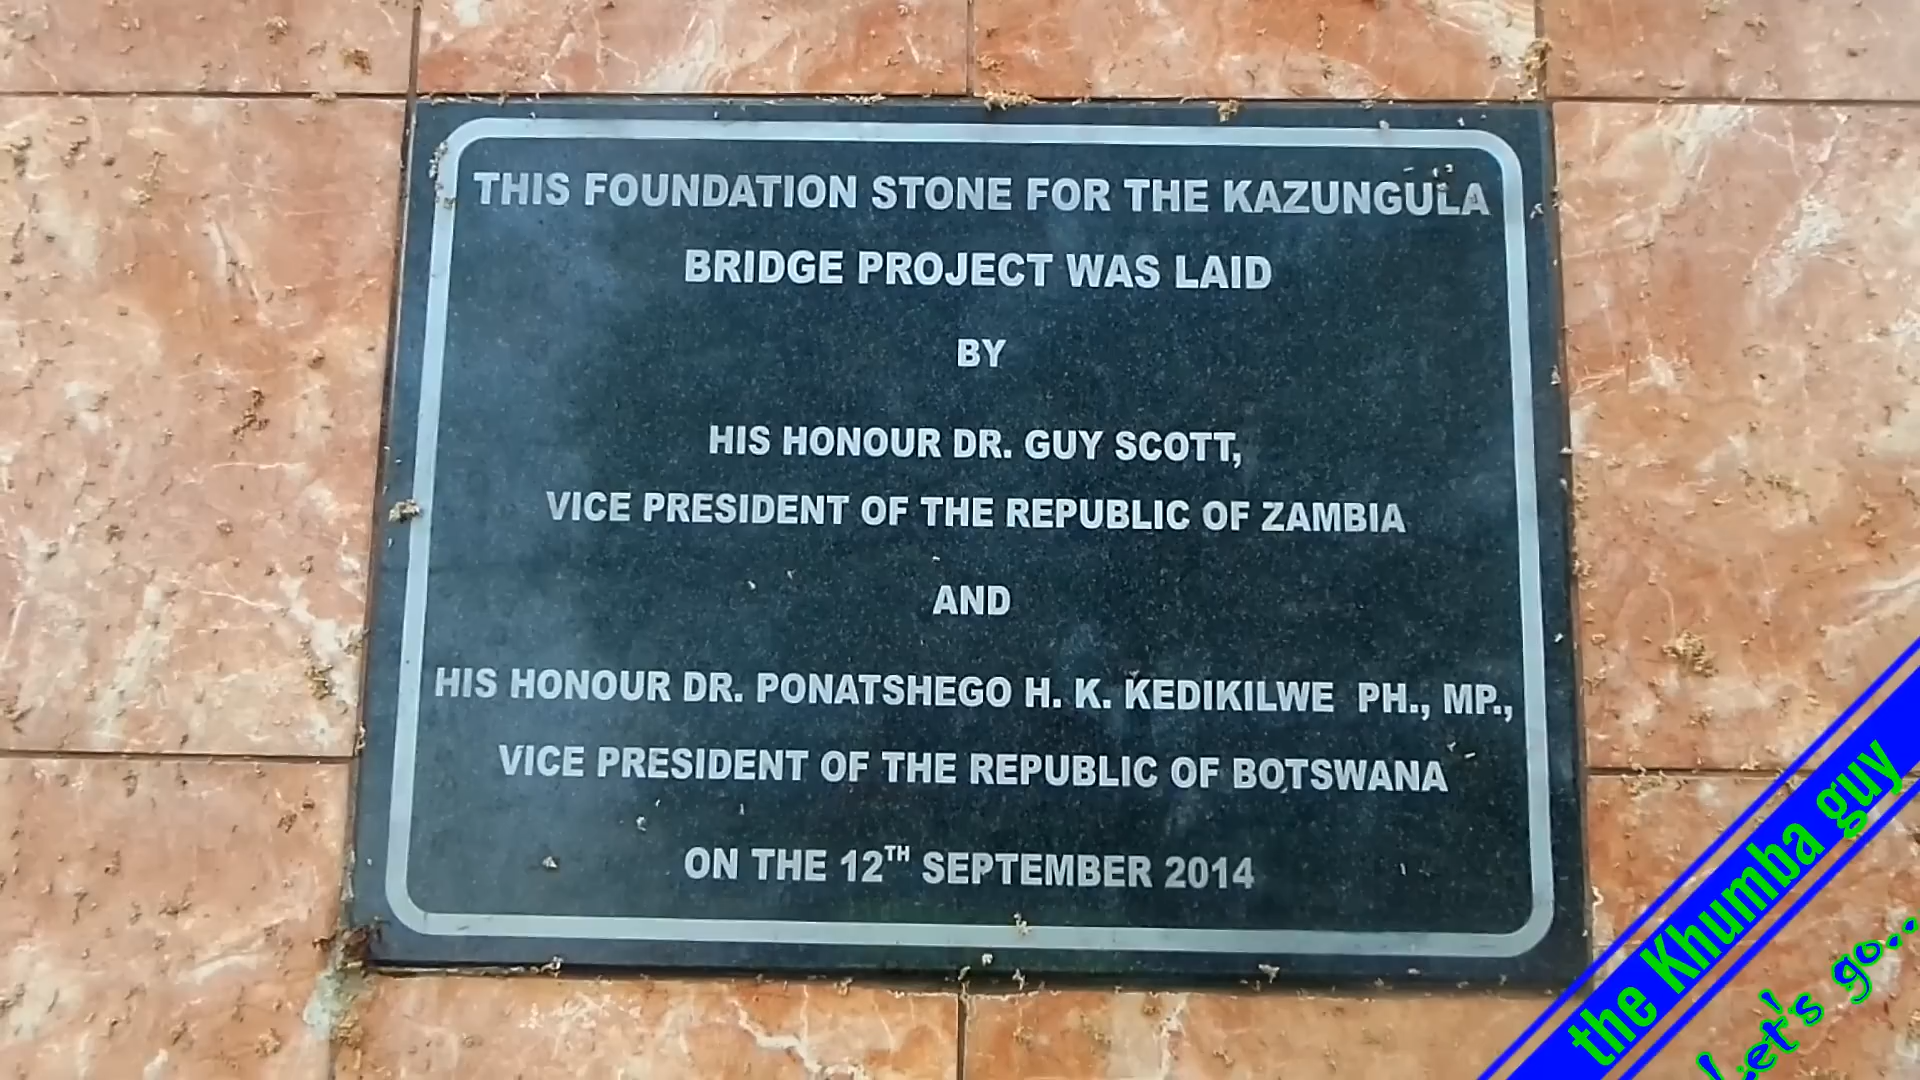 THIS FOUNDATION STONE FOR THE KAZUNGULA
BRIDGE PROJECT WAS LAID
BY
HIS HONOUR DR. GUY SCOTT,
VICE PRESIDENT OF THE REPUBLIC OF ZAMBIA
AND
HIS HONOUR DR. PONATSHEGO H. K. KEDIKILWE PH., MP.,
VICE PRESIDENT OF THE REPUBLIC OF BOTSWANA
ON THE 12TH SEPTEMBER 2014
the Khumba guy
Let's go..